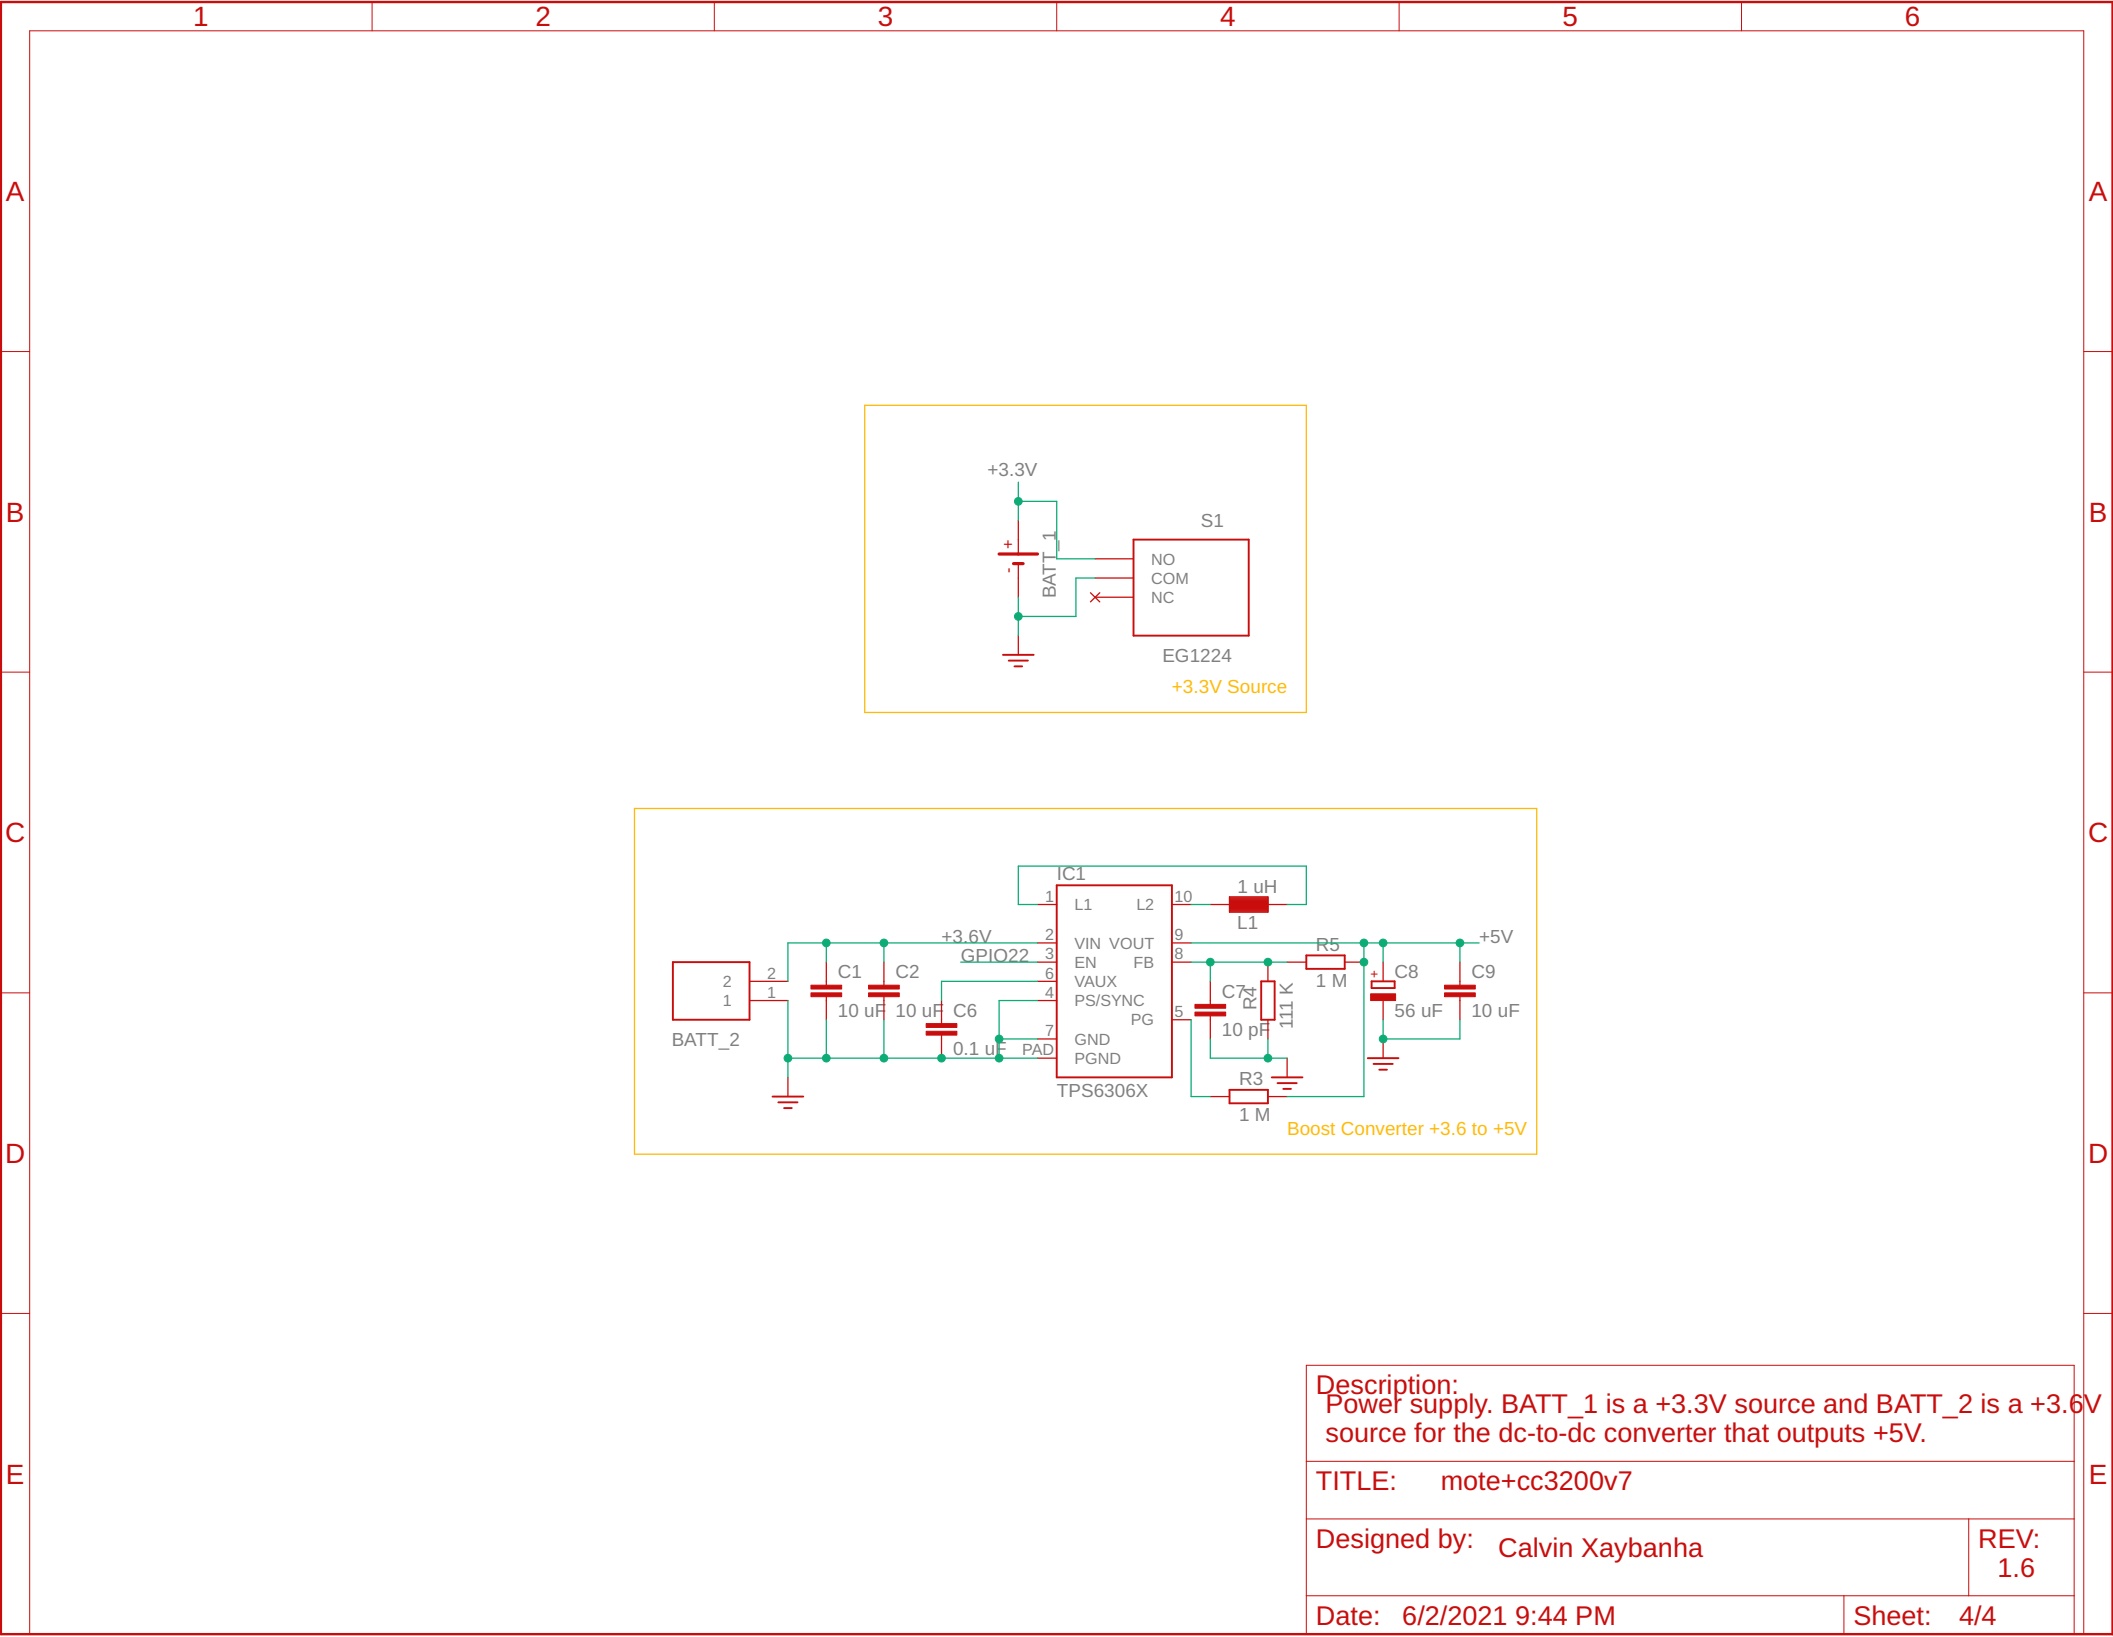 1 2 3 4 5 6
A A
B B
C C
D D
E E
+3.3V
BATT_1
+
-
S1
NO
COM
NC
EG1224
+3.3V Source
IC1
1 L1 L2 10
1 uH
L1
+3.6V 2 VIN VOUT 9
GPIO22 3 EN FB 8
6 VAUX
4 PS/SYNC
PG 5
7 GND
PAD PGND
TPS6306X
2 2
1 1
BATT_2
C1
10 uF
C2
10 uF
C6
0.1 uF
C7
10 pF
R4
111 K
R5
1 M
R3
1 M
+
C8
56 uF
C9
10 uF
+5V
Boost Converter +3.6 to +5V
Description:
Power supply. BATT_1 is a +3.3V source and BATT_2 is a +3.6V
source for the dc-to-dc converter that outputs +5V.
TITLE: mote+cc3200v7
Designed by: Calvin Xaybanha
REV:
1.6
Date: 6/2/2021 9:44 PM
Sheet: 4/4